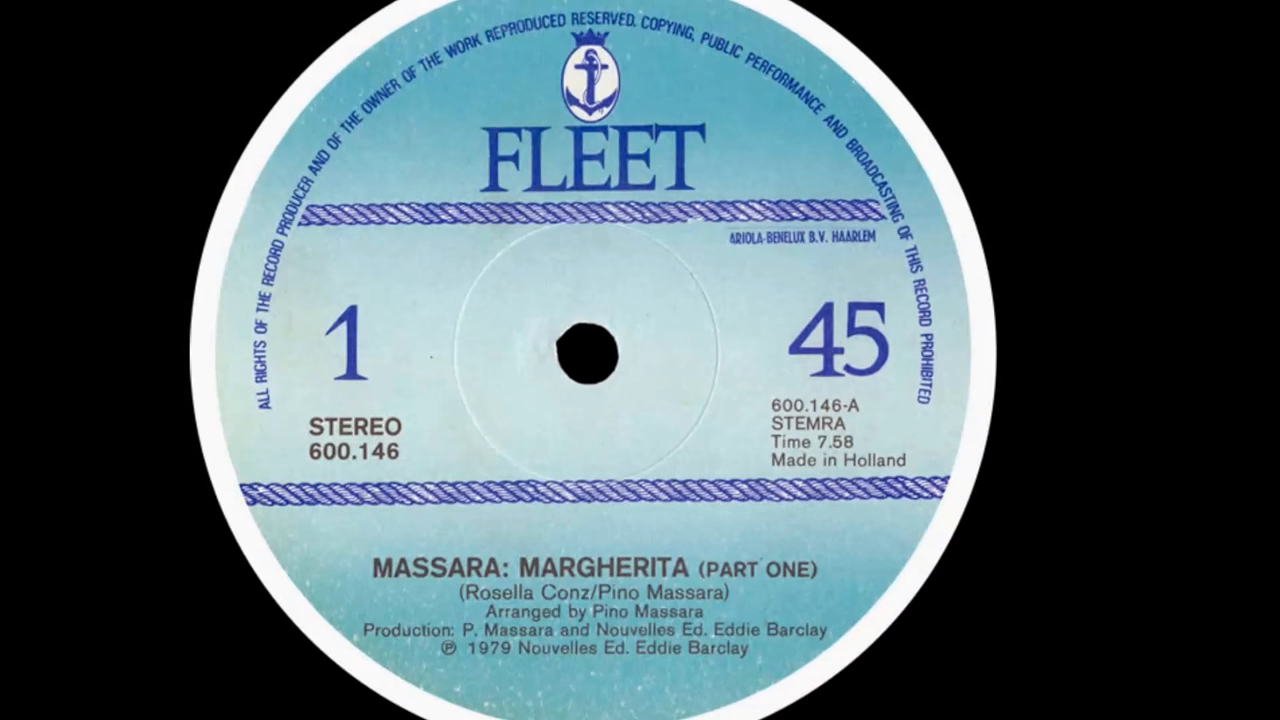 ALL RIGHTS OF THE RECORD PRODUCER AND OF THE OWNER OF THE WORK REPRODUCED RESERVED. COPYING, PUBLIC PERFORMANCE AND BROADCASTING OF THIS RECORD PROHIBITED
FLEET
ARIOLA-BENELUX B.V. HAARLEM
1
45
STEREO
600.146
600.146-A
STEMRA
Time 7.58
Made in Holland
MASSARA: MARGHERITA (PART ONE)
(Rosella Conz/Pino Massara)
Arranged by Pino Massara
Production: P. Massara and Nouvelles Ed. Eddie Barclay
℗ 1979 Nouvelles Ed. Eddie Barclay